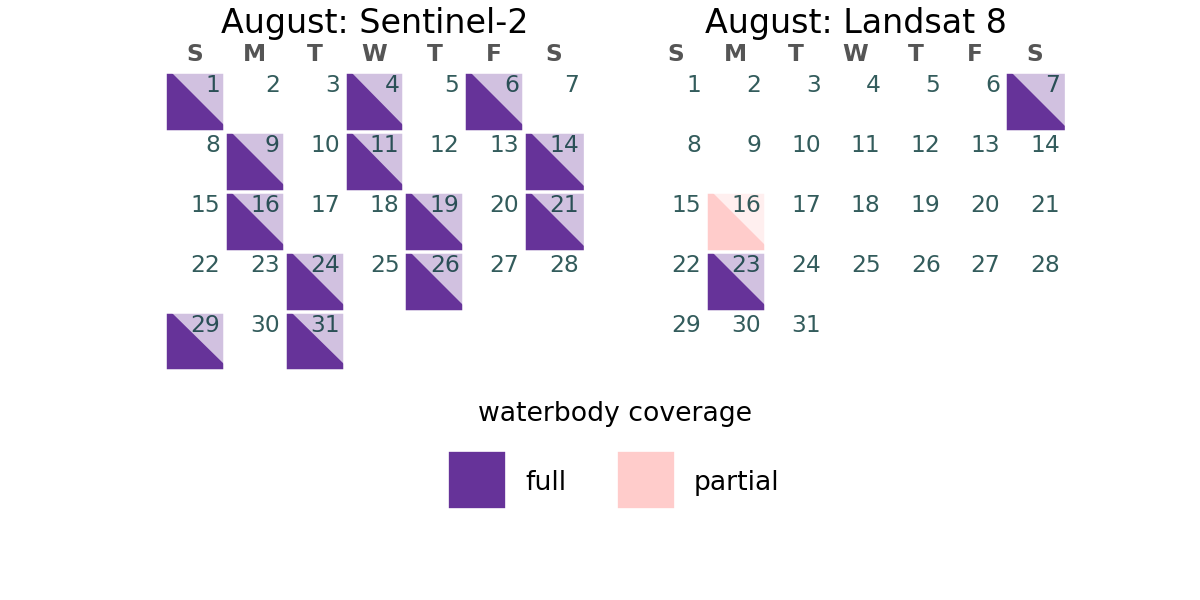 August: Sentinel-2
S M T W T F S
1 2 3 4 5 6 7
8 9 10 11 12 13 14
15 16 17 18 19 20 21
22 23 24 25 26 27 28
29 30 31
August: Landsat 8
S M T W T F S
1 2 3 4 5 6 7
8 9 10 11 12 13 14
15 16 17 18 19 20 21
22 23 24 25 26 27 28
29 30 31
waterbody coverage
full partial